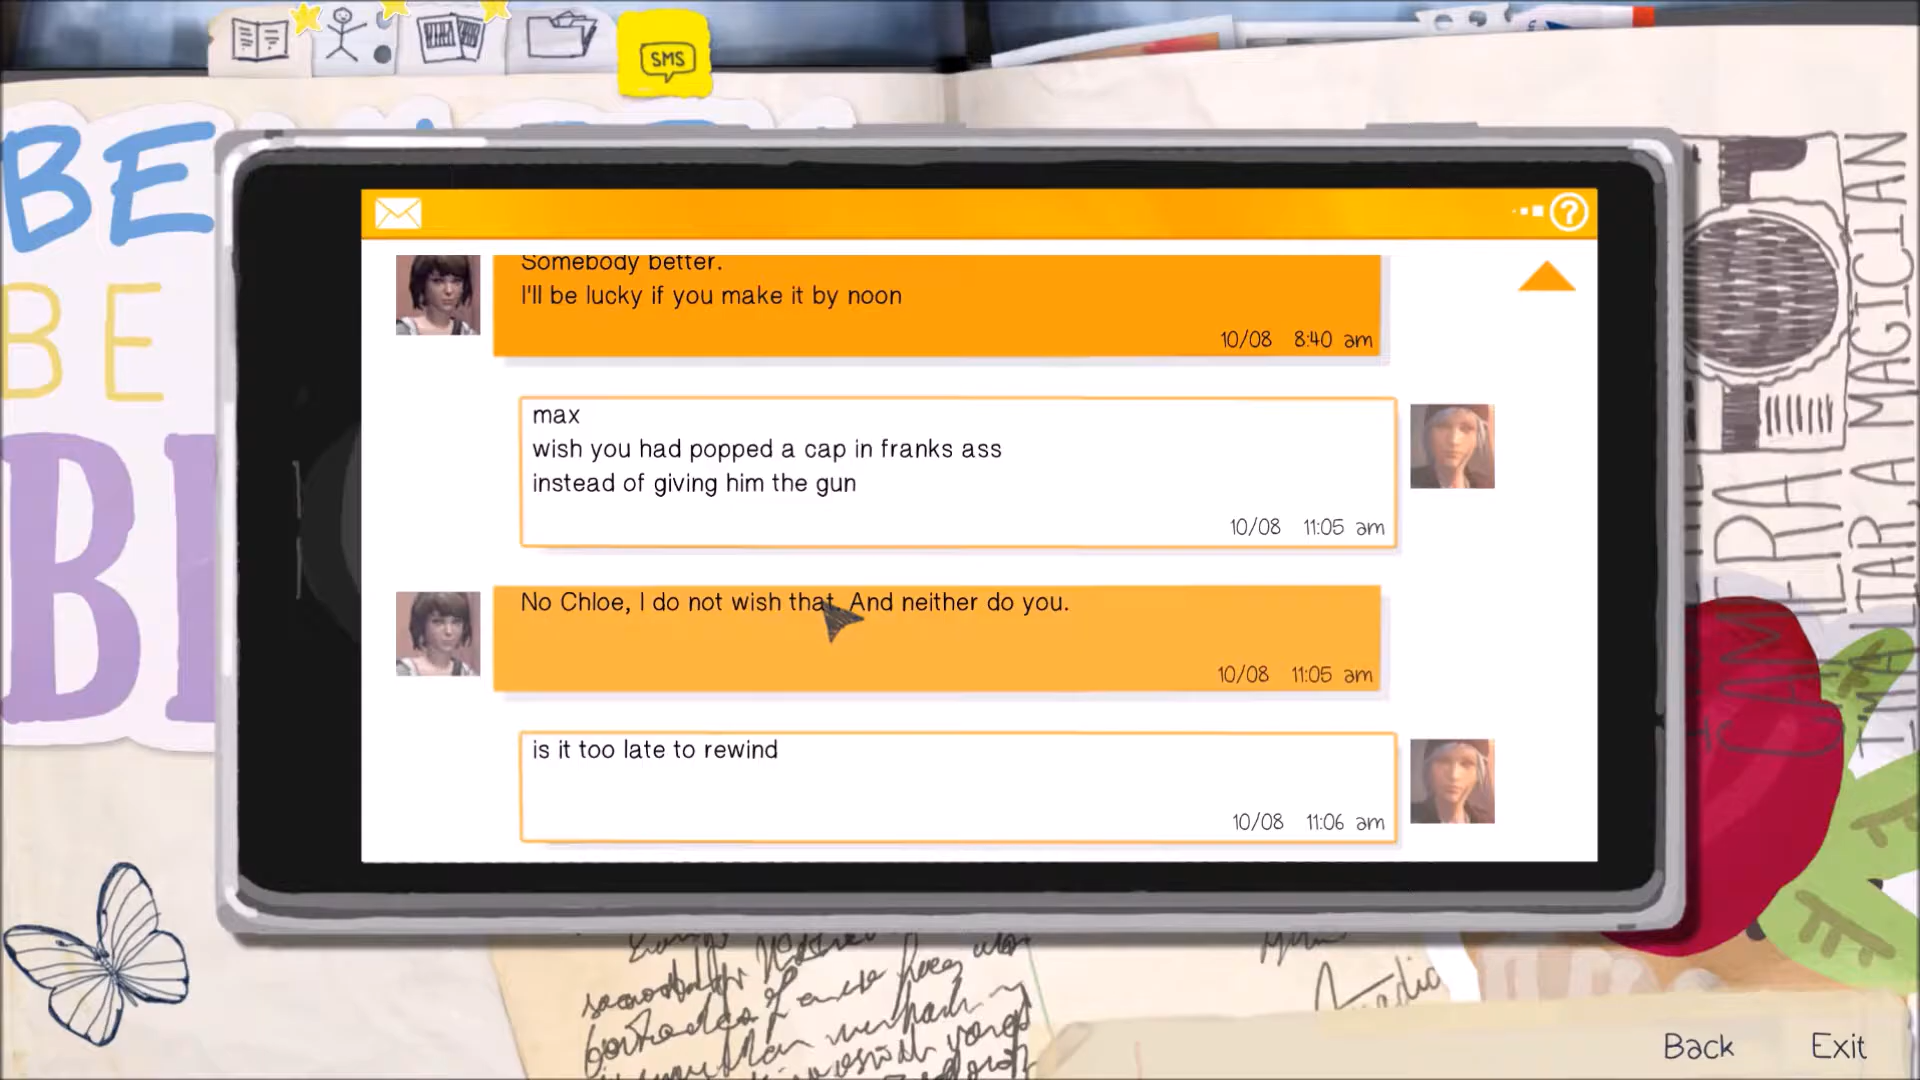 SMS
BE
BE
Somebody better.
I'll be lucky if you make it by noon
10/08 8:40 am
max
wish you had popped a cap in franks ass
instead of giving him the gun
10/08 11:05 am
No Chloe, I do not wish that. And neither do you.
10/08 11:05 am
is it too late to rewind
10/08 11:06 am
MAGICIAN
Back
Exit